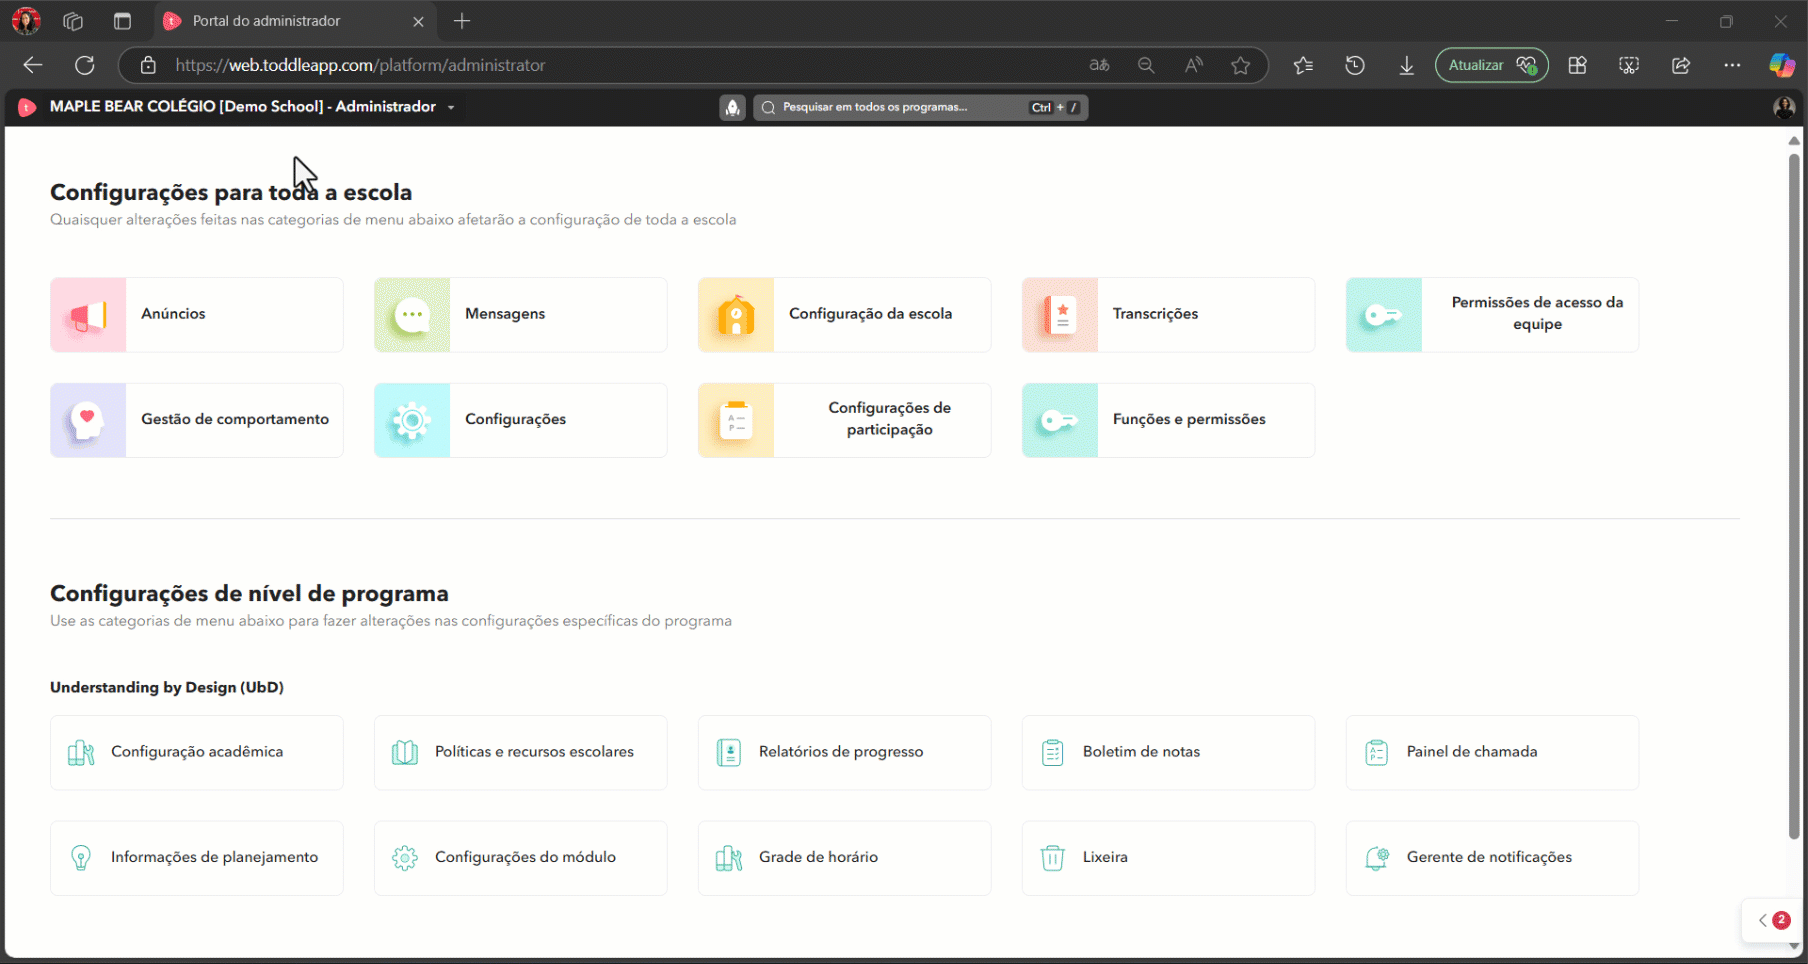 Portal do administrador
https://web.toddleapp.com/platform/administrator
aあ
Atualizar
MAPLE BEAR COLÉGIO [Demo School] - Administrador
Pesquisar em todos os programas...
Ctrl + /
Configurações para toda a escola
Quaisquer alterações feitas nas categorias de menu abaixo afetarão a configuração de toda a escola
Anúncios
Mensagens
Configuração da escola
Transcrições
Permissões de acesso da
equipe
Gestão de comportamento
Configurações
Configurações de
participação
Funções e permissões
Configurações de nível de programa
Use as categorias de menu abaixo para fazer alterações nas configurações específicas do programa
Understanding by Design (UbD)
Configuração acadêmica
Políticas e recursos escolares
Relatórios de progresso
Boletim de notas
Painel de chamada
Informações de planejamento
Configurações do módulo
Grade de horário
Lixeira
Gerente de notificações
2